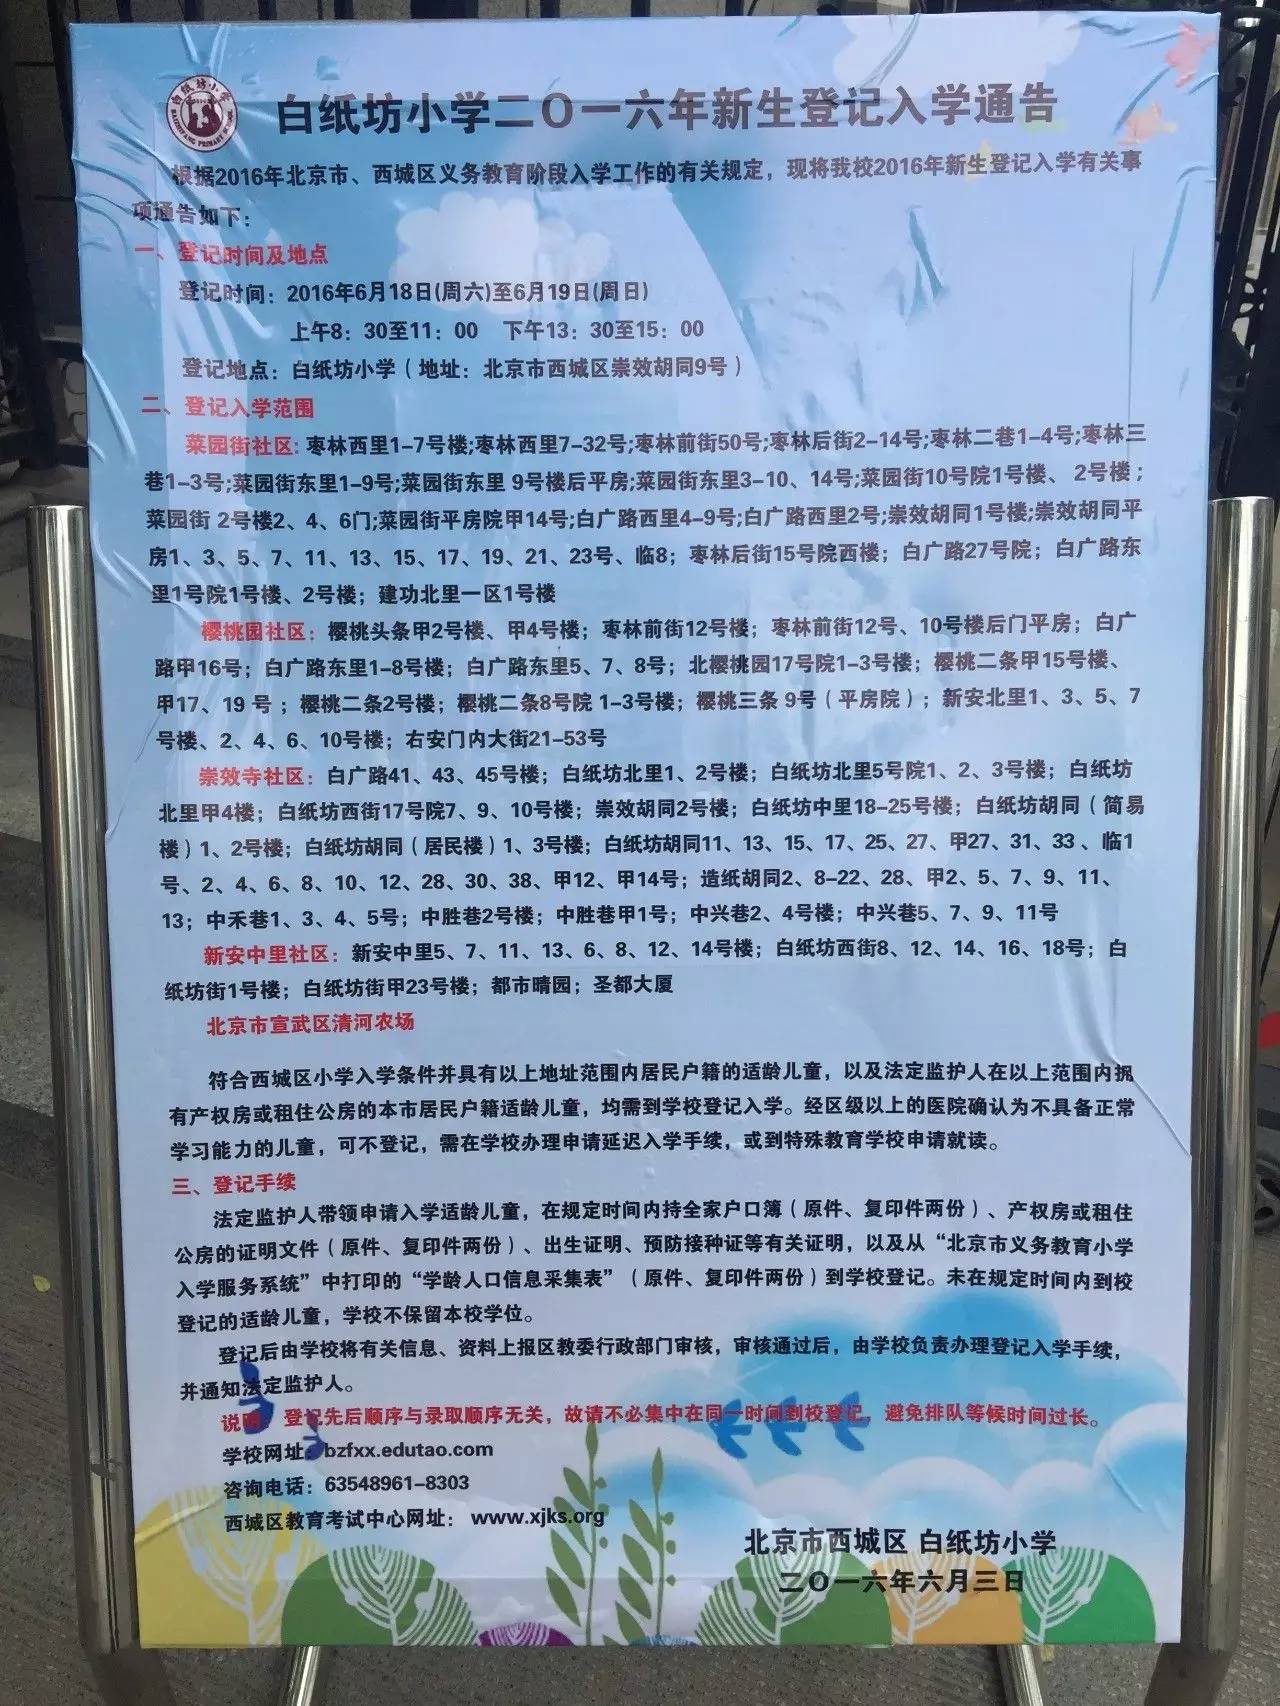 白纸坊小学
BAIZHIFANG PRIMARY SCHOOL
白纸坊小学二〇一六年新生登记入学通告
根据2016年北京市、西城区义务教育阶段入学工作的有关规定，现将我校2016年新生登记入学有关事
项通告如下：
一、登记时间及地点
登记时间：2016年6月18日(周六)至6月19日(周日)
上午8：30至11：00 下午13：30至15：00
登记地点：白纸坊小学（地址：北京市西城区崇效胡同9号）
二、登记入学范围
菜园街社区：枣林西里1-7号楼;枣林西里7-32号;枣林前街50号;枣林后街2-14号;枣林二巷1-4号;枣林三
巷1-3号;菜园街东里1-9号;菜园街东里 9号楼后平房;菜园街东里3-10、14号;菜园街10号院1号楼、 2号楼；
菜园街 2号楼2、4、6门;菜园街平房院甲14号;白广路西里4-9号;白广路西里2号;崇效胡同1号楼;崇效胡同平
房1、3、5、7、11、13、15、17、19、21、23号、临8；枣林后街15号院西楼；白广路27号院；白广路东
里1号院1号楼、2号楼；建功北里一区1号楼
樱桃园社区：樱桃头条甲2号楼、甲4号楼；枣林前街12号楼；枣林前街12号、10号楼后门平房；白广
路甲16号；白广路东里1-8号楼；白广路东里5、7、8号；北樱桃园17号院1-3号楼；樱桃二条甲15号楼、
甲17、19 号 ；樱桃二条2号楼；樱桃二条8号院 1-3号楼；樱桃三条 9号（平房院）；新安北里1、3、5、7
号楼、2、4、6、10号楼；右安门内大街21-53号
崇效寺社区：白广路41、43、45号楼；白纸坊北里1、2号楼；白纸坊北里5号院1、2、3号楼；白纸坊
北里甲4楼；白纸坊西街17号院7、9、10号楼；崇效胡同2号楼；白纸坊中里18-25号楼；白纸坊胡同（简易
楼）1、2号楼；白纸坊胡同（居民楼）1、3号楼；白纸坊胡同11、13、15、17、25、27、甲27、31、33 、临1
号、2、4、6、8、10、12、28、30、38、甲12、甲14号；造纸胡同2、8-22、28、甲2、5、7、9、11、
13；中禾巷1、3、4、5号；中胜巷2号楼；中胜巷甲1号；中兴巷2、4号楼；中兴巷5、7、9、11号
新安中里社区：新安中里5、7、11、13、6、8、12、14号楼；白纸坊西街8、12、14、16、18号；白
纸坊街1号楼；白纸坊街甲23号楼；都市晴园；圣都大厦
北京市宣武区清河农场
符合西城区小学入学条件并具有以上地址范围内居民户籍的适龄儿童，以及法定监护人在以上范围内拥
有产权房或租住公房的本市居民户籍适龄儿童，均需到学校登记入学。经区级以上的医院确认为不具备正常
学习能力的儿童，可不登记，需在学校办理申请延迟入学手续，或到特殊教育学校申请就读。
三、登记手续
法定监护人带领申请入学适龄儿童，在规定时间内持全家户口簿（原件、复印件两份）、产权房或租住
公房的证明文件（原件、复印件两份）、出生证明、预防接种证等有关证明，以及从“北京市义务教育小学
入学服务系统”中打印的“学龄人口信息采集表”（原件、复印件两份）到学校登记。未在规定时间内到校
登记的适龄儿童，学校不保留本校学位。
登记后由学校将有关信息、资料上报区教委行政部门审核，审核通过后，由学校负责办理登记入学手续，
并通知法定监护人。
说明：登记先后顺序与录取顺序无关，故请不必集中在同一时间到校登记，避免排队等候时间过长。
学校网址：bzfxx.edutao.com
咨询电话：63548961-8303
西城区教育考试中心网址： www.xjks.org
北京市西城区 白纸坊小学
二〇一六年六月三日